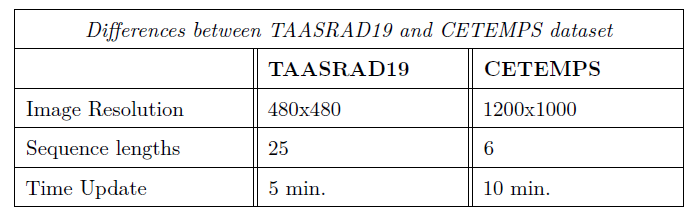 Differences between TAASRAD19 and CETEMPS dataset
TAASRAD19 CETEMPS
Image Resolution 480x480 1200x1000
Sequence lengths 25 6
Time Update 5 min. 10 min.